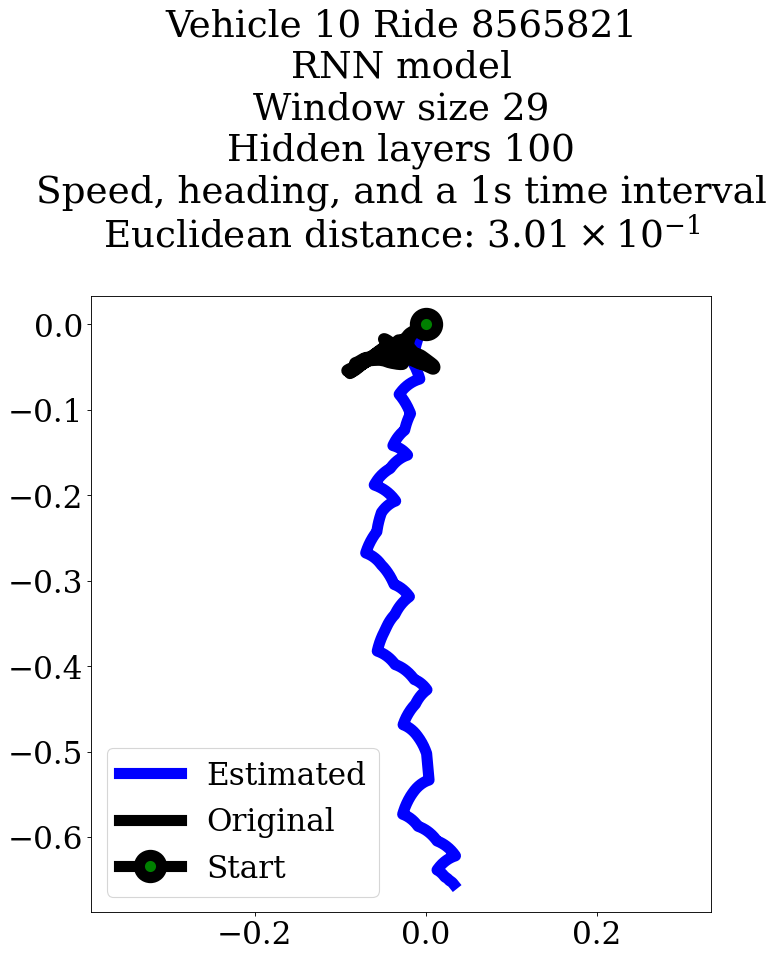 Vehicle 10 Ride 8565821
RNN model
Window size 29
Hidden layers 100
Speed, heading, and a 1s time interval
Euclidean distance: 3.01 × 10⁻¹
0.0
−0.1
−0.2
−0.3
−0.4
−0.5
−0.6
Estimated
Original
Start
−0.2 0.0 0.2